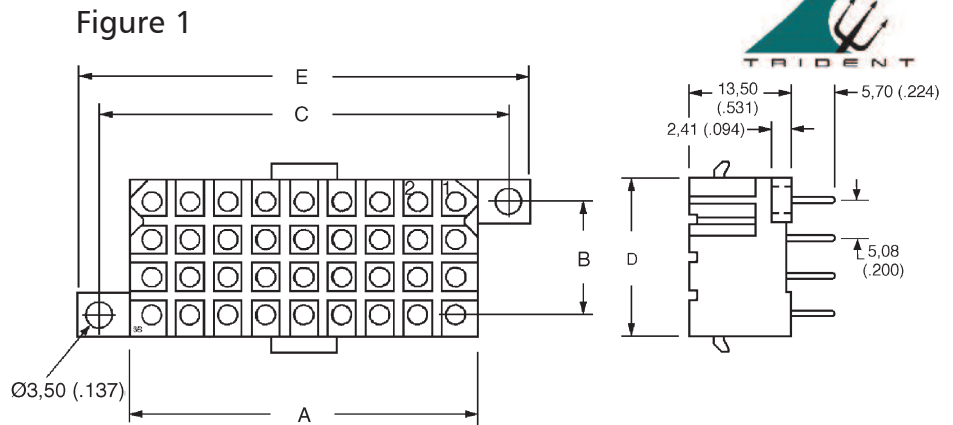 Figure 1
TRIDENT
E
C
13,50
(.531)
5,70 (.224)
2,41 (.094)
2 1
B
D
5,08
(.200)
Ø3,50 (.137)
A